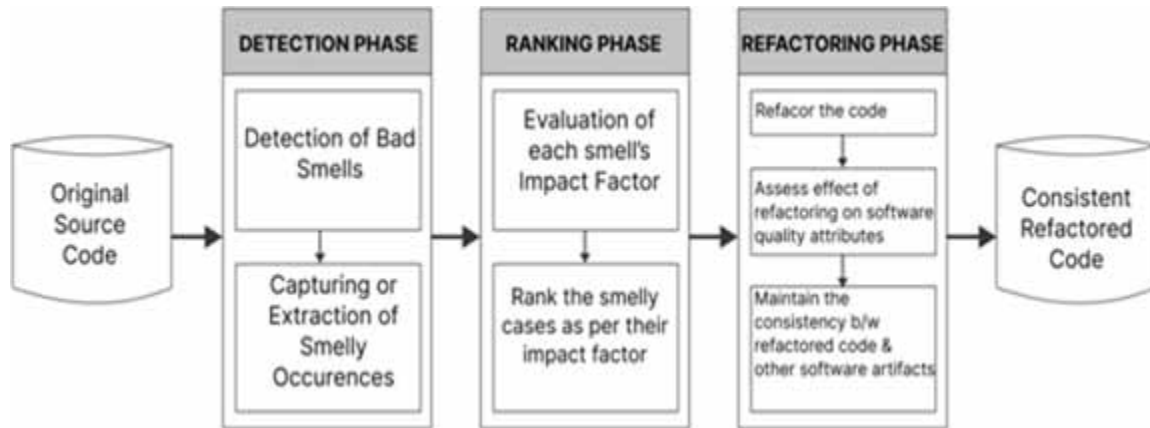 Original
Source
Code
DETECTION PHASE
Detection of Bad
Smells
Capturing or
Extraction of
Smelly
Occurences
RANKING PHASE
Evaluation of
each smell's
Impact Factor
Rank the smelly
cases as per their
impact factor
REFACTORING PHASE
Refacor the code
Assess effect of
refactoring on software
quality attributes
Maintain the
consistency b/w
refactored code &
other software artifacts
Consistent
Refactored
Code